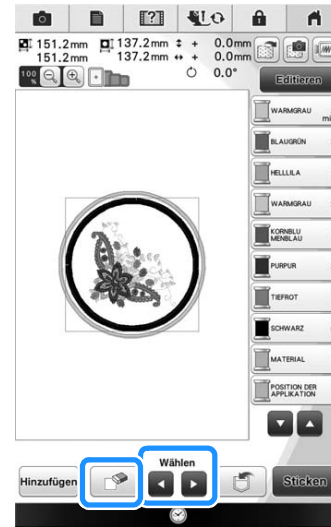 151.2mm 137.2mm + 0.0mm
151.2mm 137.2mm + 0.0mm
100 % 0.0°
Editieren
WARMGRAU
mi
BLAUGRÜN
HELLLILA
WARMGRAU
KORNBLU
MENBLAU
PURPUR
TIEFROT
SCHWARZ
MATERIAL
POSITION DER
APPLIKATION
Wählen
Hinzufügen
Sticken